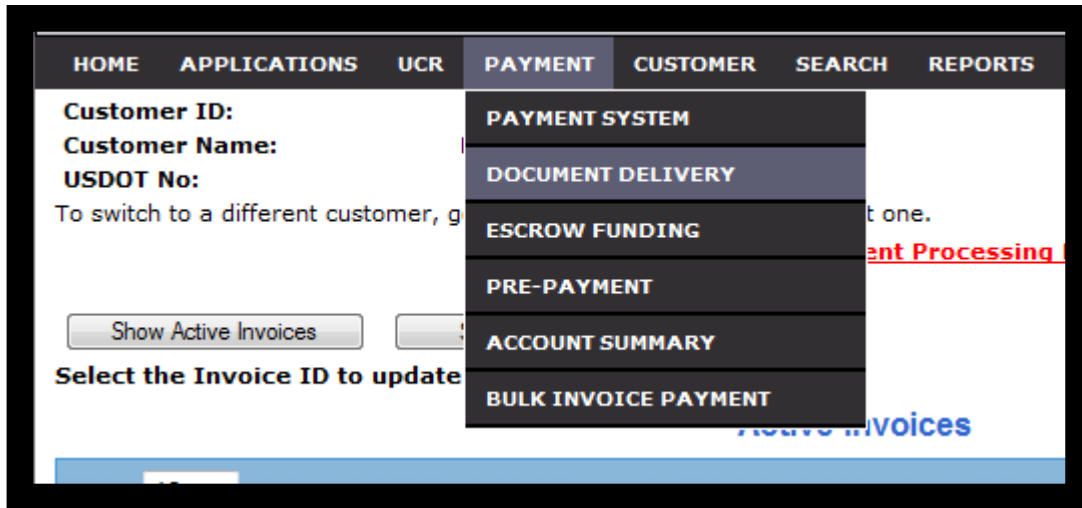 HOME APPLICATIONS UCR PAYMENT CUSTOMER SEARCH REPORTS
Customer ID:
Customer Name:
USDOT No:
To switch to a different customer, one.
Processing
PAYMENT SYSTEM
DOCUMENT DELIVERY
ESCROW FUNDING
PRE-PAYMENT
ACCOUNT SUMMARY
BULK INVOICE PAYMENT
Show Active Invoices
Select the Invoice ID to update
Active Invoices